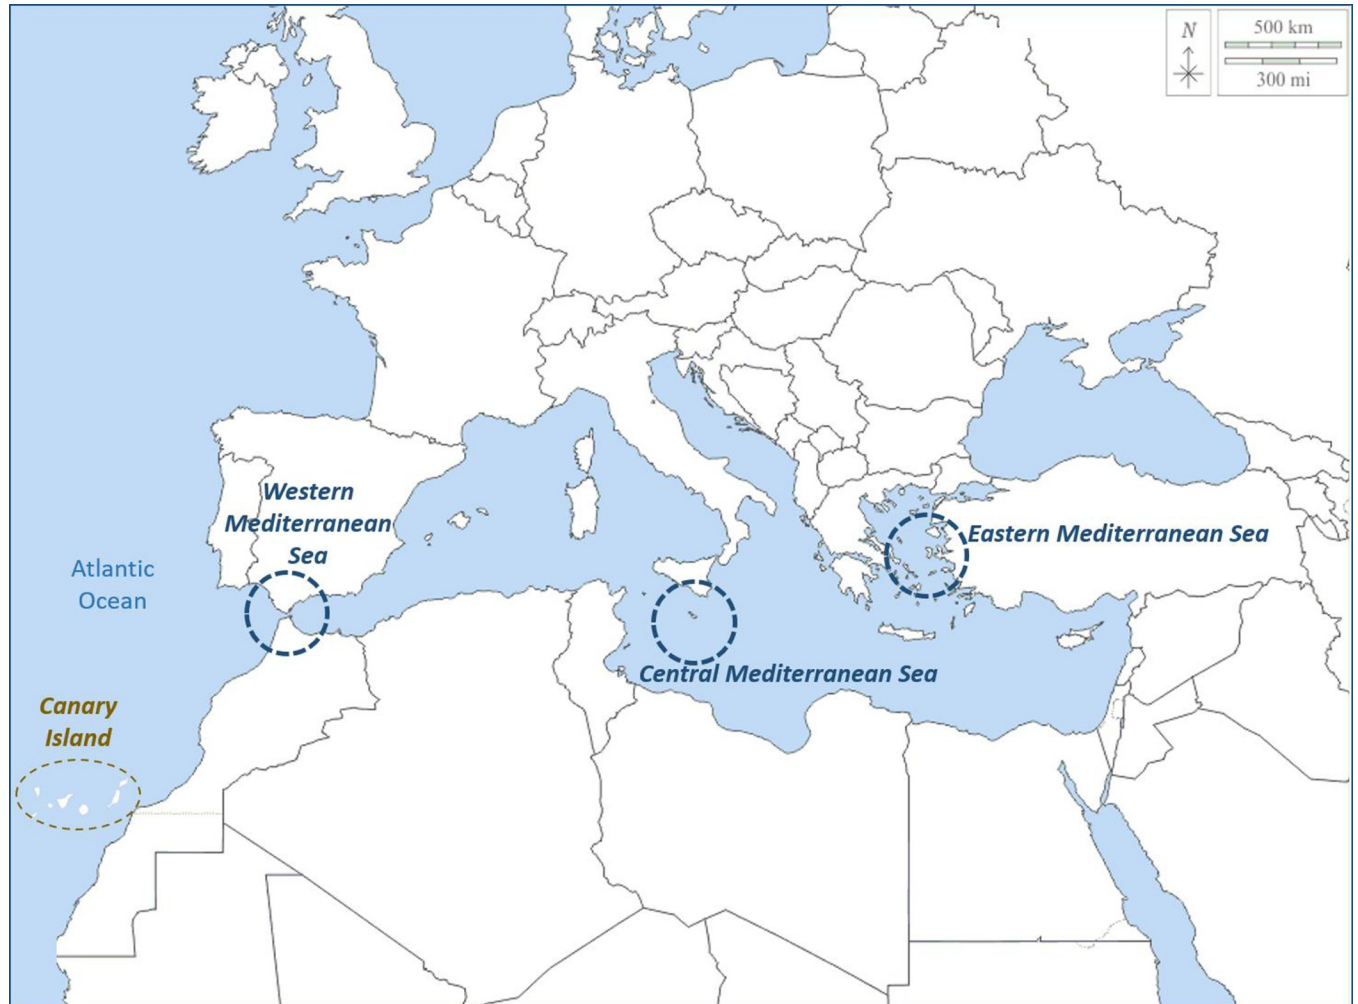 N
500 km
300 mi
Western
Mediterranean
Sea
Eastern Mediterranean Sea
Atlantic
Ocean
Central Mediterranean Sea
Canary
Island